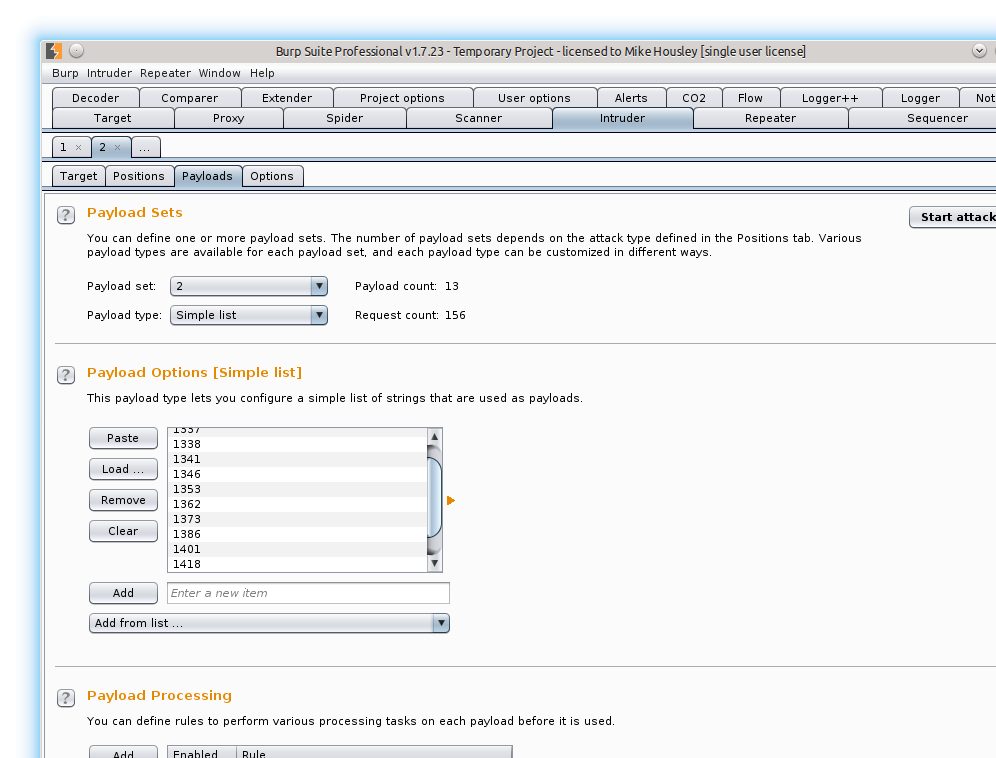 Burp Suite Professional v1.7.23 - Temporary Project - licensed to Mike Housley [single user license]
Burp Intruder Repeater Window Help
Decoder Comparer Extender Project options User options Alerts CO2 Flow Logger++ Logger Not
Target Proxy Spider Scanner Intruder Repeater Sequencer
1 × 2 × ...
Target Positions Payloads Options
? Payload Sets
Start attack
You can define one or more payload sets. The number of payload sets depends on the attack type defined in the Positions tab. Various
payload types are available for each payload set, and each payload type can be customized in different ways.
Payload set: 2 Payload count: 13
Payload type: Simple list Request count: 156
? Payload Options [Simple list]
This payload type lets you configure a simple list of strings that are used as payloads.
Paste
Load ...
Remove
Clear
1337
1338
1341
1346
1353
1362
1373
1386
1401
1418
Add Enter a new item
Add from list ...
? Payload Processing
You can define rules to perform various processing tasks on each payload before it is used.
Add Enabled Rule